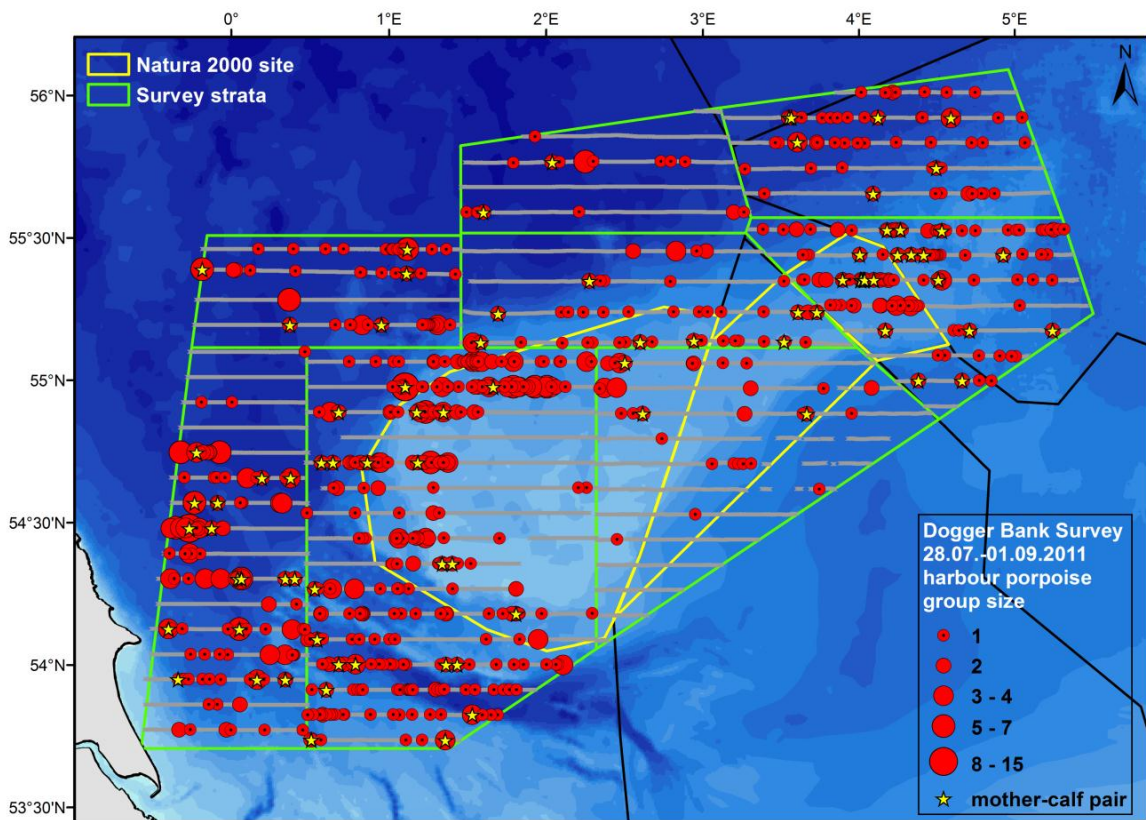 0° 1°E 2°E 3°E 4°E 5°E
N
Natura 2000 site
Survey strata
56°N
55°30'N
55°N
54°30'N
54°N
53°30'N
Dogger Bank Survey
28.07.-01.09.2011
harbour porpoise
group size
1
2
3 - 4
5 - 7
8 - 15
mother-calf pair